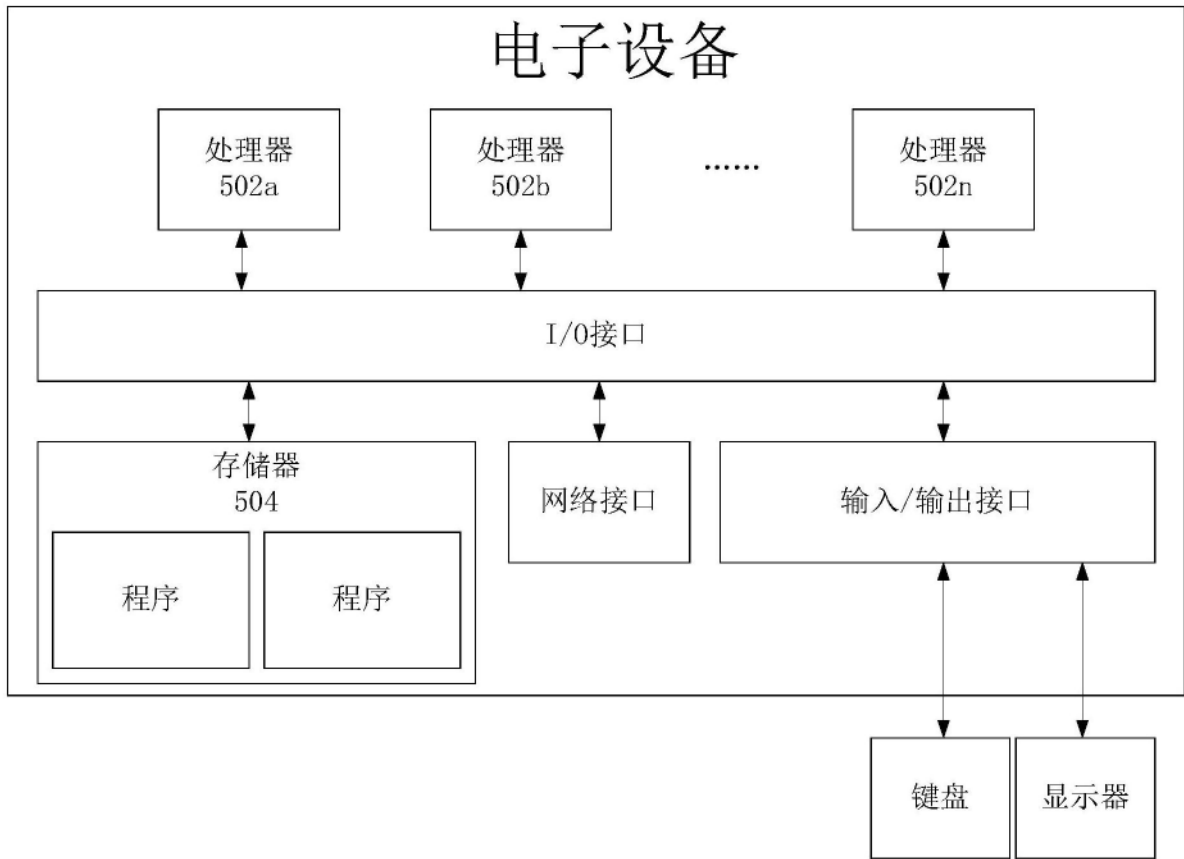 电子设备
处理器
502a
处理器
502b
……
处理器
502n
I/O接口
存储器
504
程序
程序
网络接口
输入/输出接口
键盘
显示器